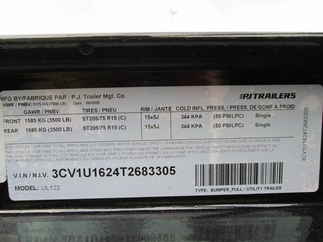 MFG BY/FABRIQUE PAR : P.J. Trailer Mfg. Co.
PJ TRAILERS
GAWR / PNBE TIRES / PNEU RIM / JANTE COLD INFL. PRESS. / PRESS. DE GONF A FROID
FRONT 1585 KG (3500 LB) ST205/75 R15 (C) 15x5J 344 KPA (50 PSI/LPC) Single
REAR 1585 KG (3500 LB) ST205/75 R15 (C) 15x5J 344 KPA (50 PSI/LPC) Single
V.I.N / N.I.V. 3CV1U1624T2683305
MODEL: UL122
TYPE: BUMPER_PULL / UTILITY TRAILER
3CV1U1624T2683305